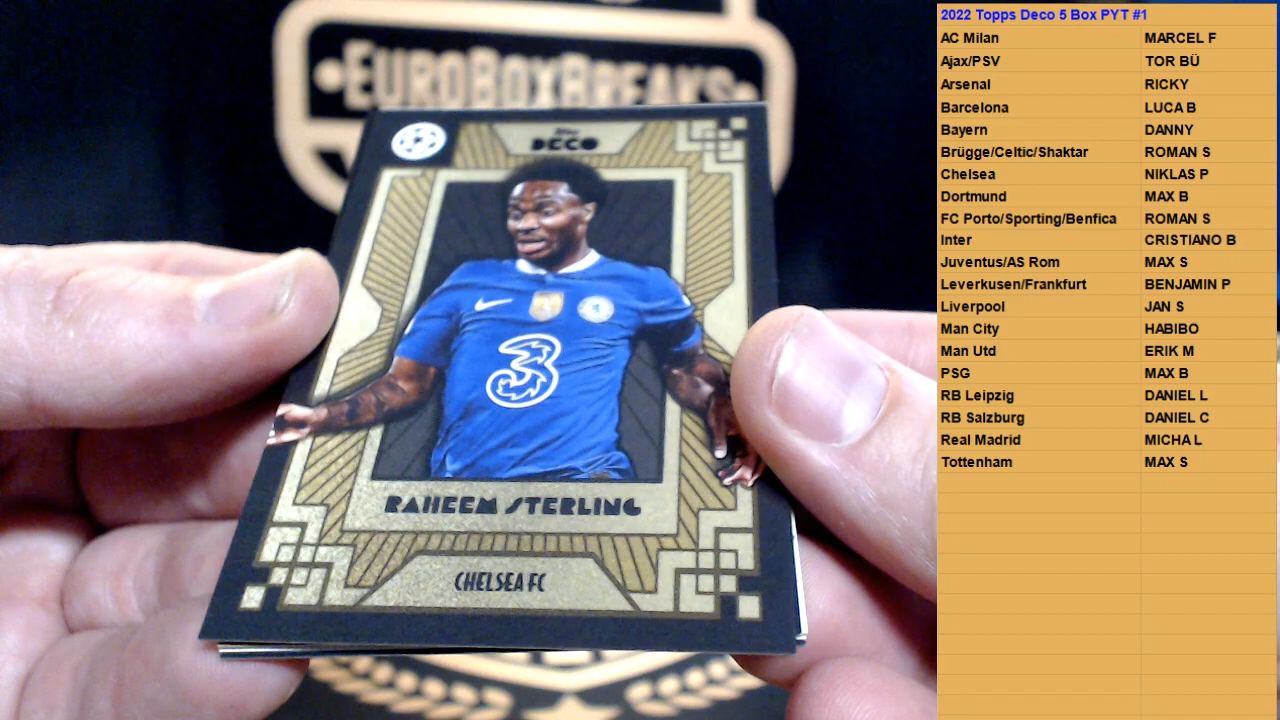 EUROBOXBREAKS
Topps
DECO
3
RAHEEM STERLING
CHELSEA FC
2022 Topps Deco 5 Box PYT #1
AC Milan MARCEL F
Ajax/PSV TOR BÜ
Arsenal RICKY
Barcelona LUCA B
Bayern DANNY
Brügge/Celtic/Shaktar ROMAN S
Chelsea NIKLAS P
Dortmund MAX B
FC Porto/Sporting/Benfica ROMAN S
Inter CRISTIANO B
Juventus/AS Rom MAX S
Leverkusen/Frankfurt BENJAMIN P
Liverpool JAN S
Man City HABIBO
Man Utd ERIK M
PSG MAX B
RB Leipzig DANIEL L
RB Salzburg DANIEL C
Real Madrid MICHA L
Tottenham MAX S